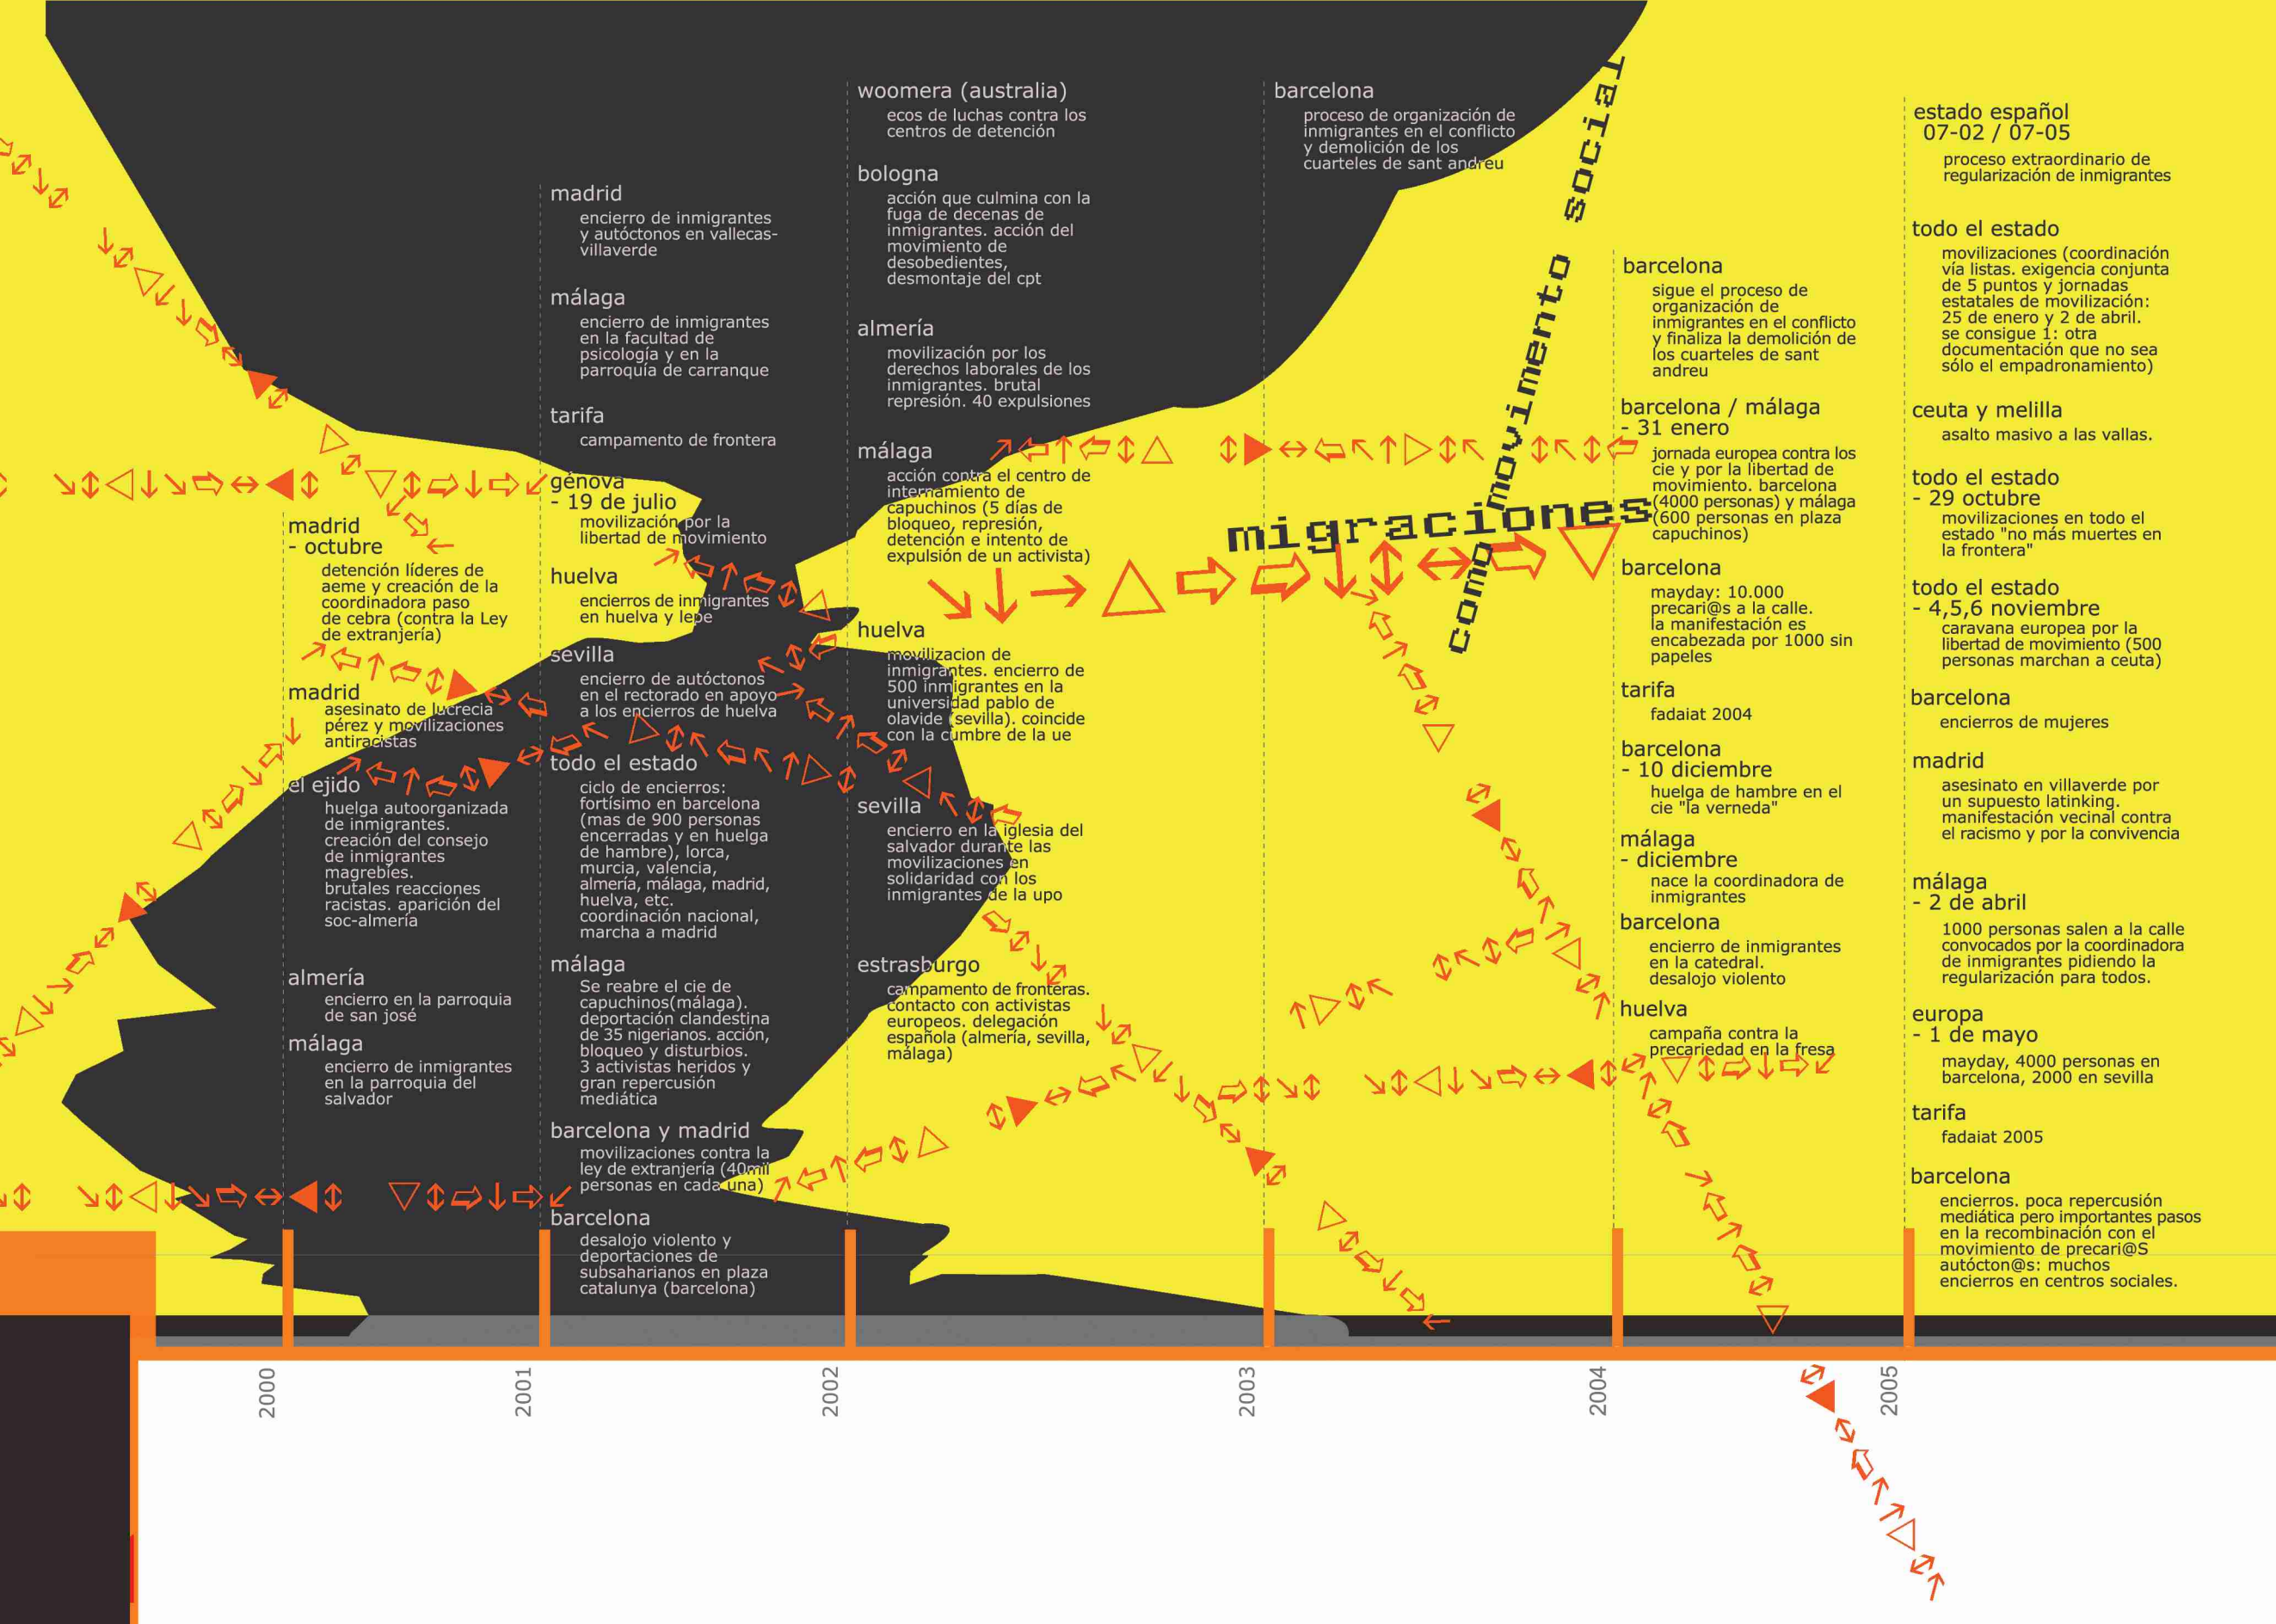 madrid
- octubre
detención líderes de
aeme y creación de la
coordinadora paso
de cebra (contra la Ley
de extranjería)
madrid
asesinato de lucrecia
pérez y movilizaciones
antiracistas
el ejido
huelga autoorganizada
de inmigrantes.
creación del consejo
de inmigrantes
magrebíes.
brutales reacciones
racistas. aparición del
soc-almería
almería
encierro en la parroquia
de san josé
málaga
encierro de inmigrantes
en la parroquia del
salvador
madrid
encierro de inmigrantes
y autóctonos en vallecas-
villaverde
málaga
encierro de inmigrantes
en la facultad de
psicología y en la
parroquia de carranque
tarifa
campamento de frontera
génova
- 19 de julio
movilización por la
libertad de movimiento
huelva
encierros de inmigrantes
en huelva y lepe
sevilla
encierro de autóctonos
en el rectorado en apoyo
a los encierros de huelva
todo el estado
ciclo de encierros:
fortísimo en barcelona
(mas de 900 personas
encerradas y en huelga
de hambre), lorca,
murcia, valencia,
almería, málaga, madrid,
huelva, etc.
coordinación nacional,
marcha a madrid
málaga
Se reabre el cie de
capuchinos(málaga).
deportación clandestina
de 35 nigerianos. acción,
bloqueo y disturbios.
3 activistas heridos y
gran repercusión
mediática
barcelona y madrid
movilizaciones contra la
ley de extranjería (40mil
personas en cada una)
barcelona
desalojo violento y
deportaciones de
subsaharianos en plaza
catalunya (barcelona)
woomera (australia)
ecos de luchas contra los
centros de detención
bologna
acción que culmina con la
fuga de decenas de
inmigrantes. acción del
movimiento de
desobedientes,
desmontaje del cpt
almería
movilización por los
derechos laborales de los
inmigrantes. brutal
represión. 40 expulsiones
málaga
acción contra el centro de
internamiento de
capuchinos (5 días de
bloqueo, represión,
detención e intento de
expulsión de un activista)
huelva
movilizacion de
inmigrantes. encierro de
500 inmigrantes en la
universidad pablo de
olavide (sevilla). coincide
con la cumbre de la ue
sevilla
encierro en la iglesia del
salvador durante las
movilizaciones en
solidaridad con los
inmigrantes de la upo
estrasburgo
campamento de fronteras.
contacto con activistas
europeos. delegación
española (almería, sevilla,
málaga)
barcelona
proceso de organización de
inmigrantes en el conflicto
y demolición de los
cuarteles de sant andreu
migraciones
como movimento social
barcelona
sigue el proceso de
organización de
inmigrantes en el conflicto
y finaliza la demolición de
los cuarteles de sant
andreu
barcelona / málaga
- 31 enero
jornada europea contra los
cie y por la libertad de
movimiento. barcelona
(4000 personas) y málaga
(600 personas en plaza
capuchinos)
barcelona
mayday: 10.000
precari@s a la calle.
la manifestación es
encabezada por 1000 sin
papeles
tarifa
fadaiat 2004
barcelona
- 10 diciembre
huelga de hambre en el
cie "la verneda"
málaga
- diciembre
nace la coordinadora de
inmigrantes
barcelona
encierro de inmigrantes
en la catedral.
desalojo violento
huelva
campaña contra la
precariedad en la fresa
estado español
07-02 / 07-05
proceso extraordinario de
regularización de inmigrantes
todo el estado
movilizaciones (coordinación
vía listas. exigencia conjunta
de 5 puntos y jornadas
estatales de movilización:
25 de enero y 2 de abril.
se consigue 1: otra
documentación que no sea
sólo el empadronamiento)
ceuta y melilla
asalto masivo a las vallas.
todo el estado
- 29 octubre
movilizaciones en todo el
estado "no más muertes en
la frontera"
todo el estado
- 4,5,6 noviembre
caravana europea por la
libertad de movimiento (500
personas marchan a ceuta)
barcelona
encierros de mujeres
madrid
asesinato en villaverde por
un supuesto latinking.
manifestación vecinal contra
el racismo y por la convivencia
málaga
- 2 de abril
1000 personas salen a la calle
convocados por la coordinadora
de inmigrantes pidiendo la
regularización para todos.
europa
- 1 de mayo
mayday, 4000 personas en
barcelona, 2000 en sevilla
tarifa
fadaiat 2005
barcelona
encierros. poca repercusión
mediática pero importantes pasos
en la recombinación con el
movimiento de precari@S
autócton@s: muchos
encierros en centros sociales.
2000
2001
2002
2003
2004
2005